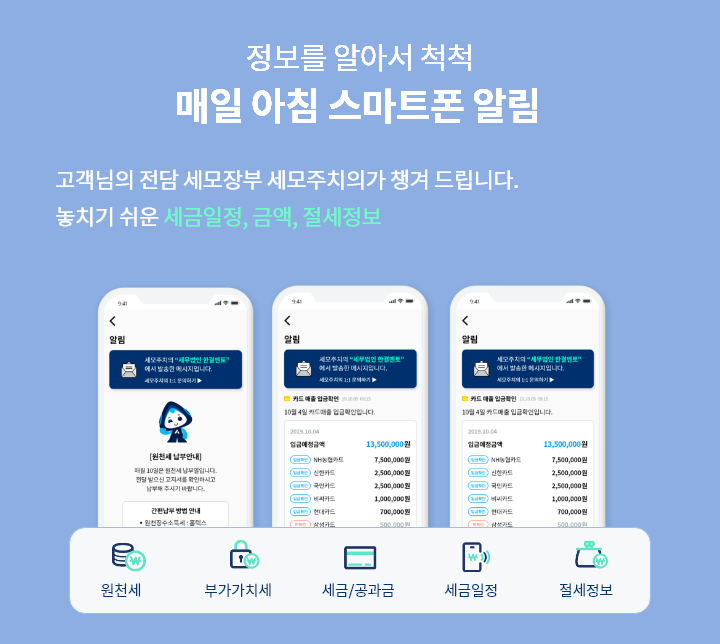 정보를 알아서 척척
매일 아침 스마트폰 알림
고객님의 전담 세모장부 세모주치의가 챙겨 드립니다.
놓치기 쉬운 세금일정, 금액, 절세정보
9:41
알림
세모주치의 "세무법인 한결멘토"
에서 발송한 메시지입니다.
세모주치의 1:1 문의하기 ▶
[원천세 납부안내]
매월 10일은 원천세 납부일입니다.
전달 받으신 고지서를 확인하시고
납부해 주시기 바랍니다.
간편납부 방법 안내
• 원천징수소득세 : 홈택스
9:41
알림
세모주치의 "세무법인 한결멘토"
에서 발송한 메시지입니다.
세모주치의 1:1 문의하기 ▶
카드 매출 입금확인
10월 4일 카드매출 입금확인입니다.
2019.10.04
입금예정금액 13,500,000원
입금확인 NH농협카드 7,500,000원
입금확인 신한카드 2,500,000원
입금확인 국민카드 2,500,000원
입금확인 비씨카드 1,000,000원
입금확인 현대카드 700,000원
삼성카드 500,000원
9:41
알림
세모주치의 "세무법인 한결멘토"
에서 발송한 메시지입니다.
세모주치의 1:1 문의하기 ▶
카드 매출 입금확인
10월 4일 카드매출 입금확인입니다.
2019.10.04
입금예정금액 13,500,000원
입금확인 NH농협카드 7,500,000원
입금확인 신한카드 2,500,000원
입금확인 국민카드 2,500,000원
입금확인 비씨카드 1,000,000원
입금확인 현대카드 700,000원
삼성카드 500,000원
원천세
부가가치세
세금/공과금
세금일정
절세정보